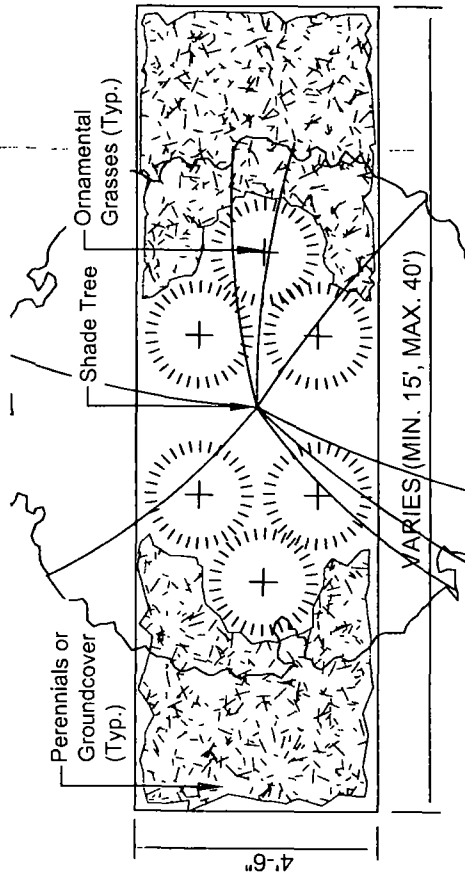 Perennials or
Groundcover
(Typ.)
Shade Tree
Ornamental
Grasses (Typ.)
4'-6"
VARIES (MIN. 15', MAX. 40')